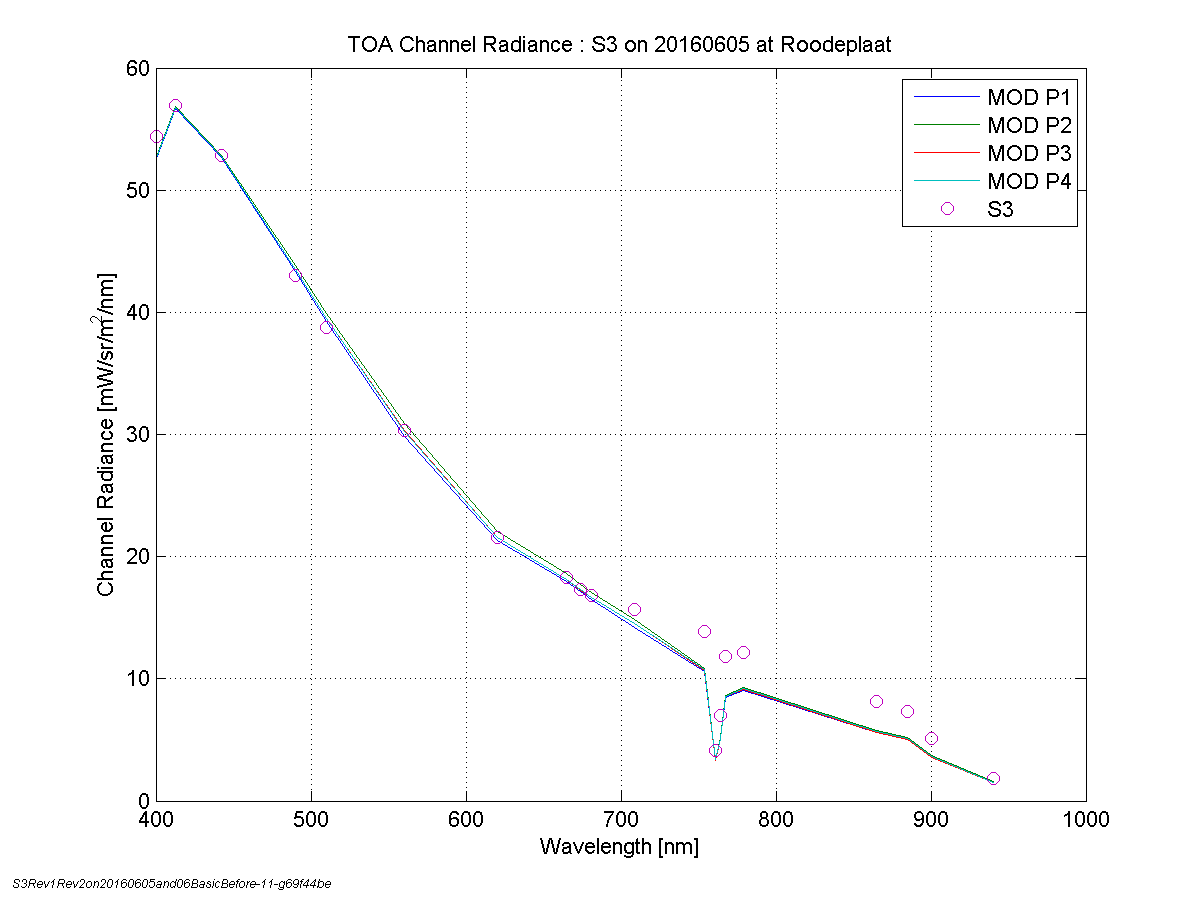 TOA Channel Radiance : S3 on 20160605 at Roodeplaat
60
50
40
30
20
10
0
Channel Radiance [mW/sr/m²/nm]
MOD P1
MOD P2
MOD P3
MOD P4
S3
400 500 600 700 800 900 1000
Wavelength [nm]
S3Rev1Rev2on20160605and06BasicBefore-11-g69f44be